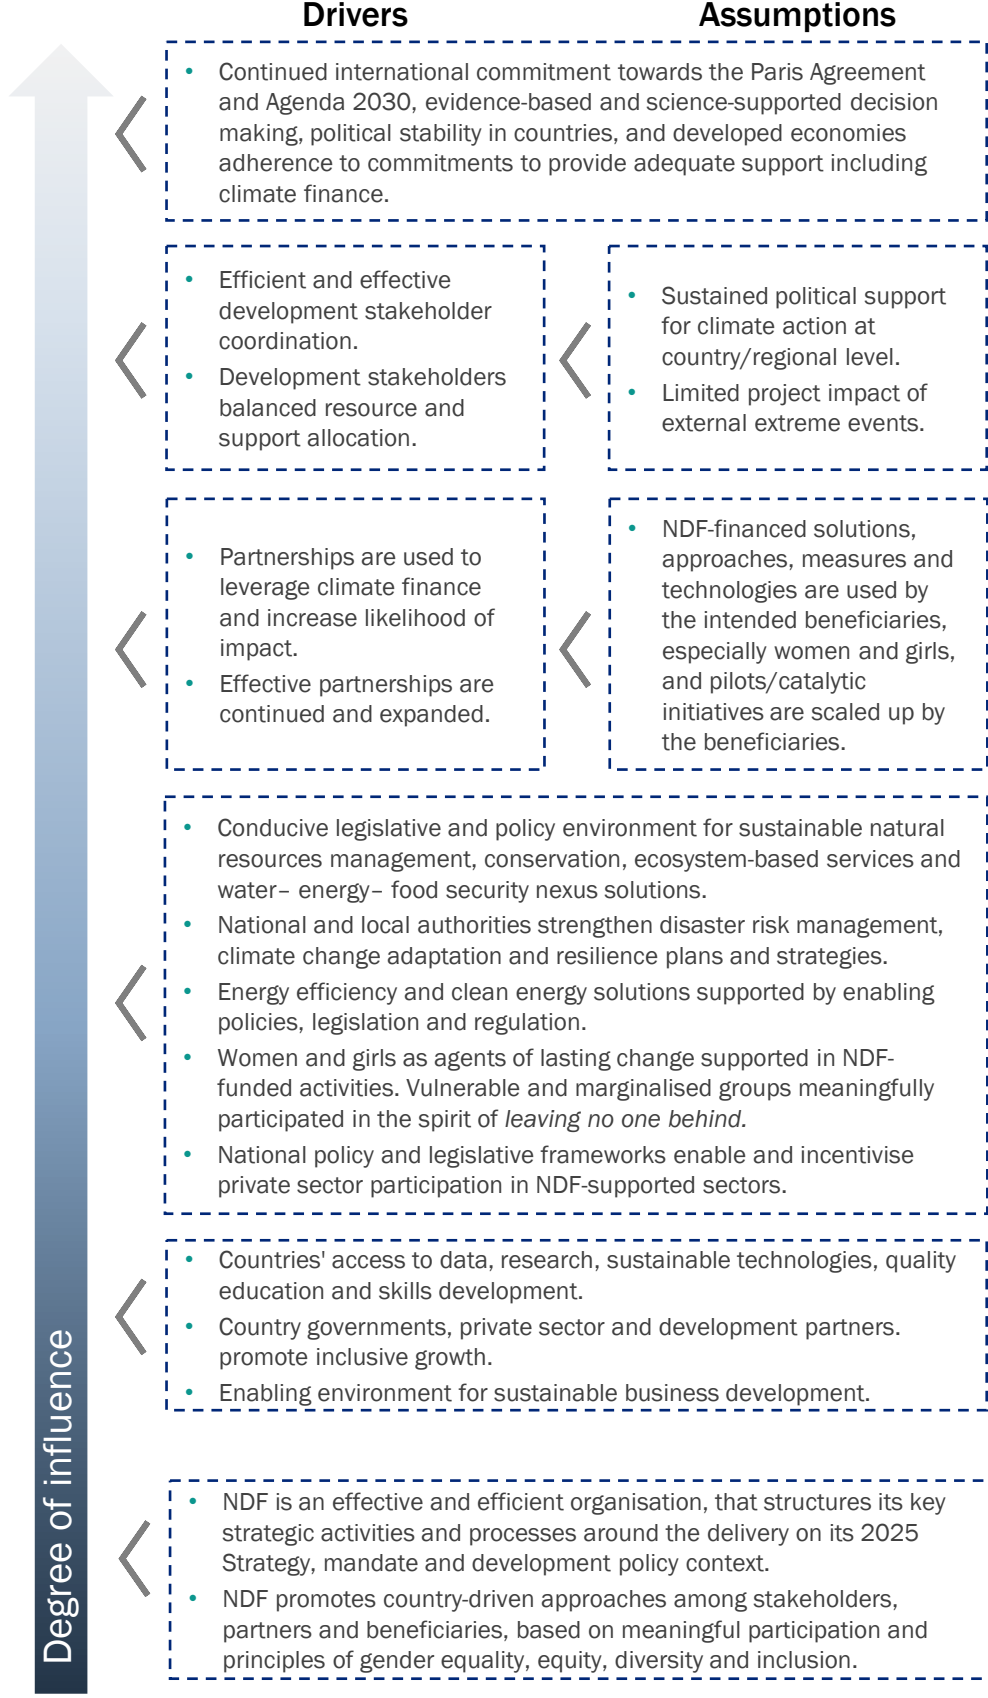 Drivers
Assumptions
• Continued international commitment towards the Paris Agreement
and Agenda 2030, evidence-based and science-supported decision
making, political stability in countries, and developed economies
adherence to commitments to provide adequate support including
climate finance.
• Efficient and effective
development stakeholder
coordination.
• Development stakeholders
balanced resource and
support allocation.
• Sustained political support
for climate action at
country/regional level.
• Limited project impact of
external extreme events.
• Partnerships are used to
leverage climate finance
and increase likelihood of
impact.
• Effective partnerships are
continued and expanded.
• NDF-financed solutions,
approaches, measures and
technologies are used by
the intended beneficiaries,
especially women and girls,
and pilots/catalytic
initiatives are scaled up by
the beneficiaries.
• Conducive legislative and policy environment for sustainable natural
resources management, conservation, ecosystem-based services and
water– energy– food security nexus solutions.
• National and local authorities strengthen disaster risk management,
climate change adaptation and resilience plans and strategies.
• Energy efficiency and clean energy solutions supported by enabling
policies, legislation and regulation.
• Women and girls as agents of lasting change supported in NDF-
funded activities. Vulnerable and marginalised groups meaningfully
participated in the spirit of leaving no one behind.
• National policy and legislative frameworks enable and incentivise
private sector participation in NDF-supported sectors.
• Countries' access to data, research, sustainable technologies, quality
education and skills development.
• Country governments, private sector and development partners.
promote inclusive growth.
• Enabling environment for sustainable business development.
• NDF is an effective and efficient organisation, that structures its key
strategic activities and processes around the delivery on its 2025
Strategy, mandate and development policy context.
• NDF promotes country-driven approaches among stakeholders,
partners and beneficiaries, based on meaningful participation and
principles of gender equality, equity, diversity and inclusion.
Degree of influence